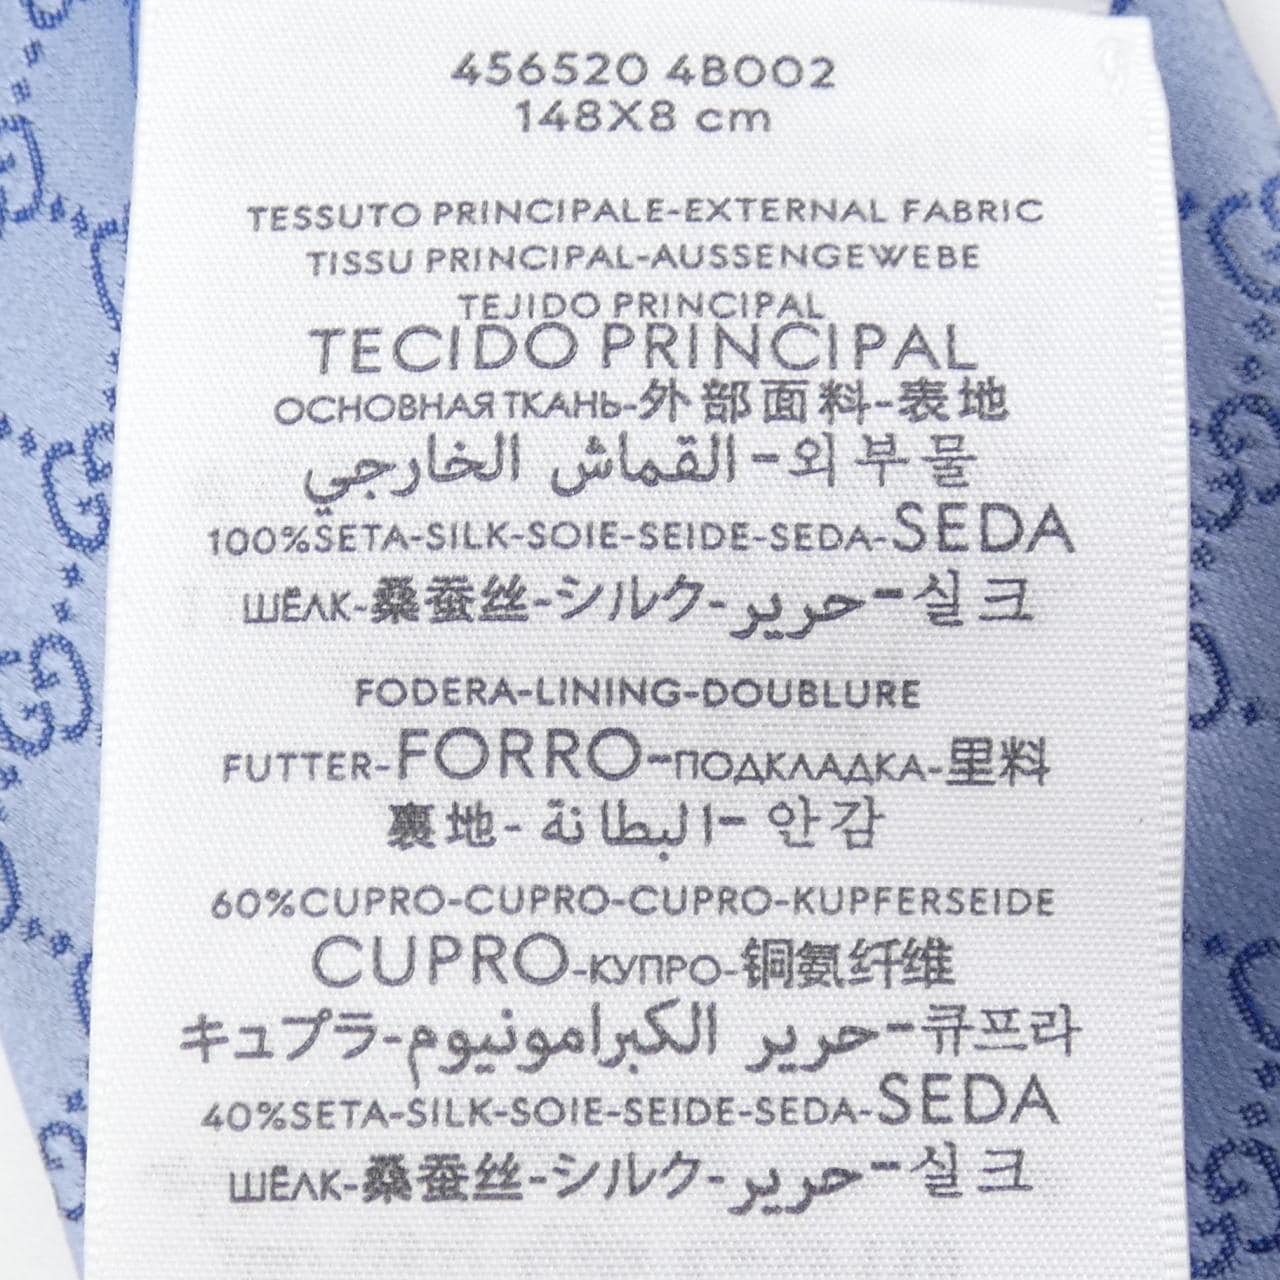 456520 4B002
148X8 cm
TESSUTO PRINCIPALE-EXTERNAL FABRIC
TISSU PRINCIPAL-AUSSENGEWEBE
TEJIDO PRINCIPAL
TECIDO PRINCIPAL
ОСНОВНАЯ ТКАНЬ-外部面料-表地
القماش الخارجي-외부물
100%SETA-SILK-SOIE-SEIDE-SEDA-SEDA
ШЁЛК-桑蚕丝-シルク-حرير-실크
FODERA-LINING-DOUBLURE
FUTTER-FORRO-ПОДКЛАДКА-里料
裏地-البطانة-안감
60%CUPRO-CUPRO-CUPRO-KUPFERSEIDE
CUPRO-КУПРО-铜氨纤维
キュプラ-حرير الكبرامونيوم-큐프라
40%SETA-SILK-SOIE-SEIDE-SEDA-SEDA
ШЁЛК-桑蚕丝-シルク-حرير-실크